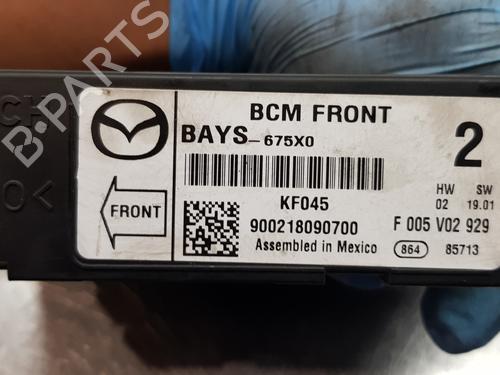 BCM FRONT
BAYS-675X0
2
KF045
HW SW
02 19.01
FRONT
900218090700
F 005 V02 929
Assembled in Mexico
864
85713
B-PARTS